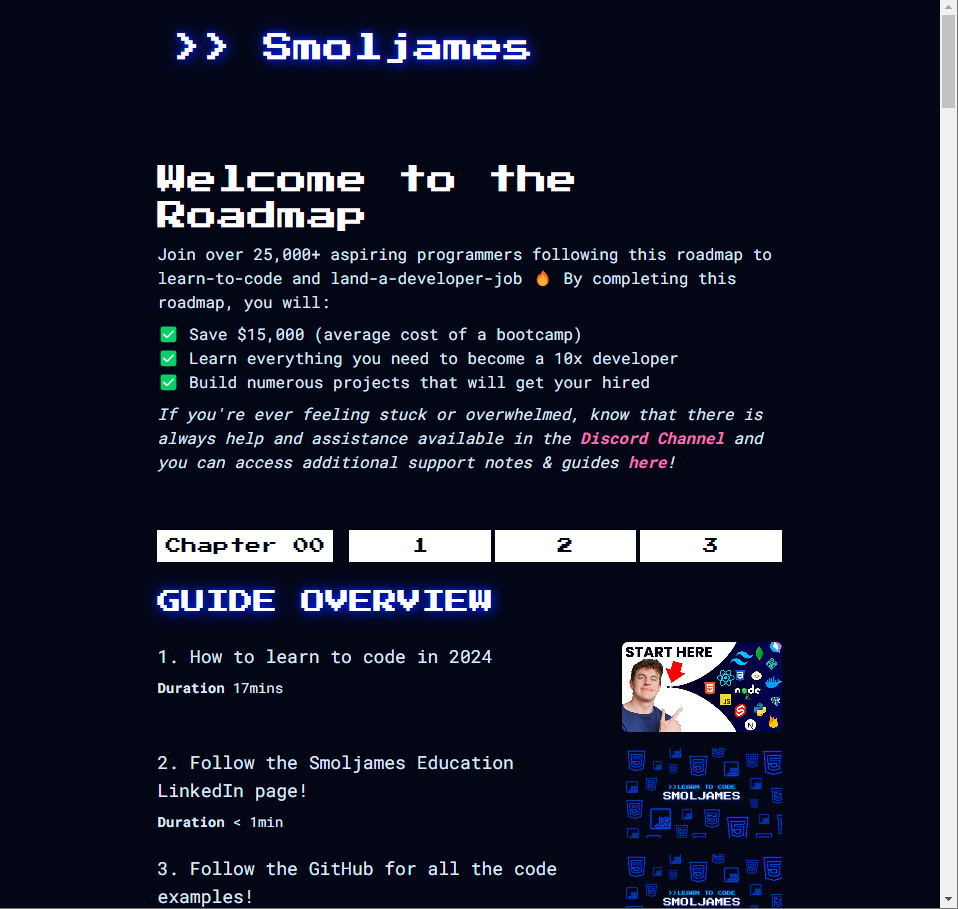 >> Smoljames
Welcome to the
Roadmap
Join over 25,000+ aspiring programmers following this roadmap to
learn-to-code and land-a-developer-job 🔥 By completing this
roadmap, you will:
✅ Save $15,000 (average cost of a bootcamp)
✅ Learn everything you need to become a 10x developer
✅ Build numerous projects that will get your hired
If you're ever feeling stuck or overwhelmed, know that there is
always help and assistance available in the Discord Channel and
you can access additional support notes & guides here!
Chapter 00 1 2 3
GUIDE OVERVIEW
1. How to learn to code in 2024
Duration 17mins
START HERE
JS
node
N
2. Follow the Smoljames Education
LinkedIn page!
Duration < 1min
>>LEARN TO CODE
SMOLJAMES
JS
3. Follow the GitHub for all the code
examples!
>>LEARN TO CODE
SMOLJAMES